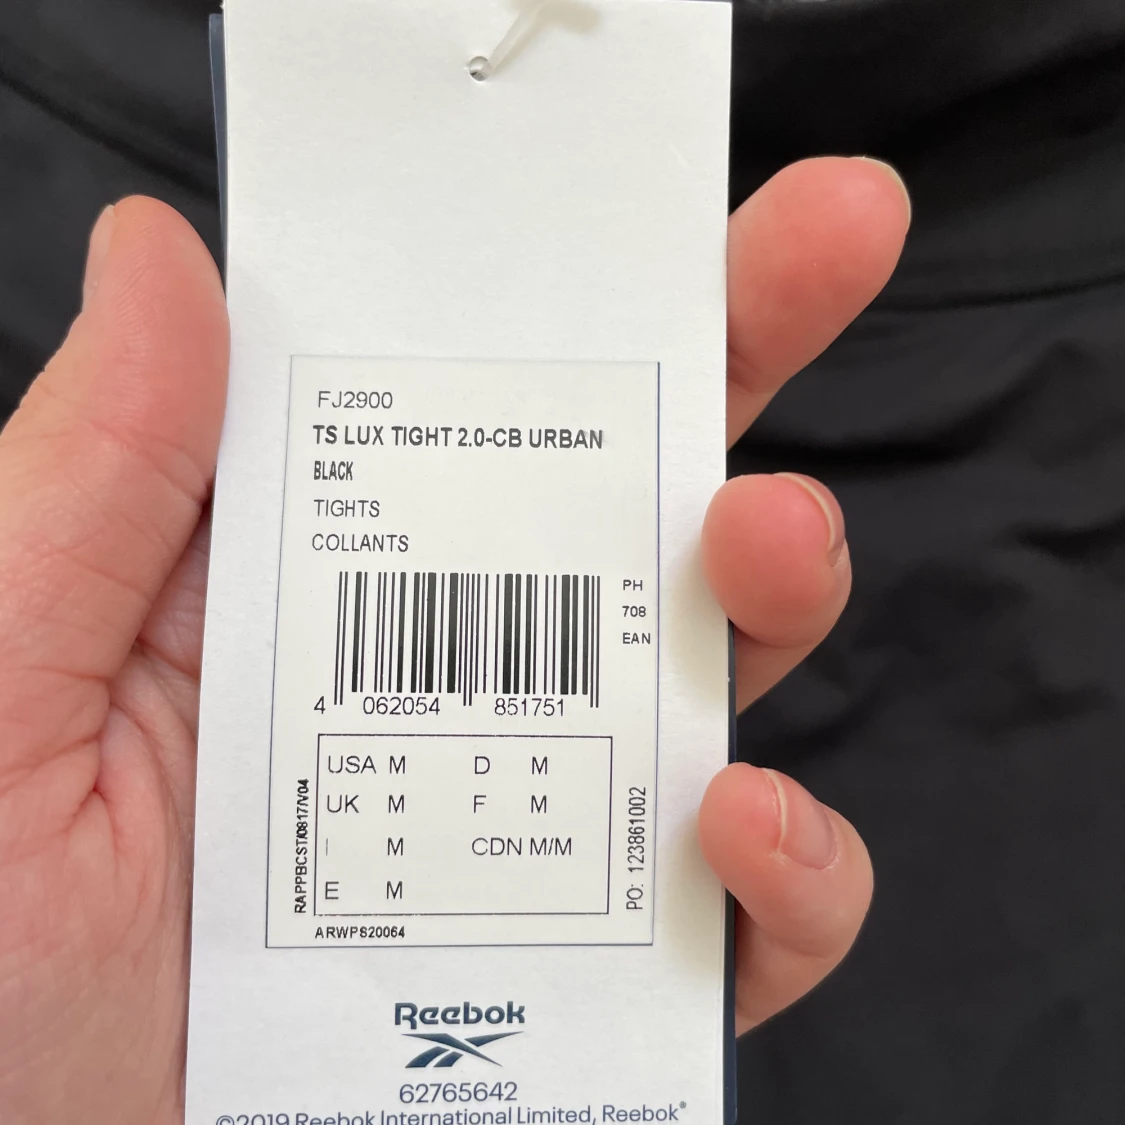 FJ2900
TS LUX TIGHT 2.0-CB URBAN
BLACK
TIGHTS
COLLANTS
PH
708
EAN
4 062054 851751
USA M D M
UK M F M
I M CDN M/M
E M
RAPPBCST/0817/V04
PO: 123861002
ARWPS20064
Reebok
62765642
©2019 Reebok International Limited, Reebok®